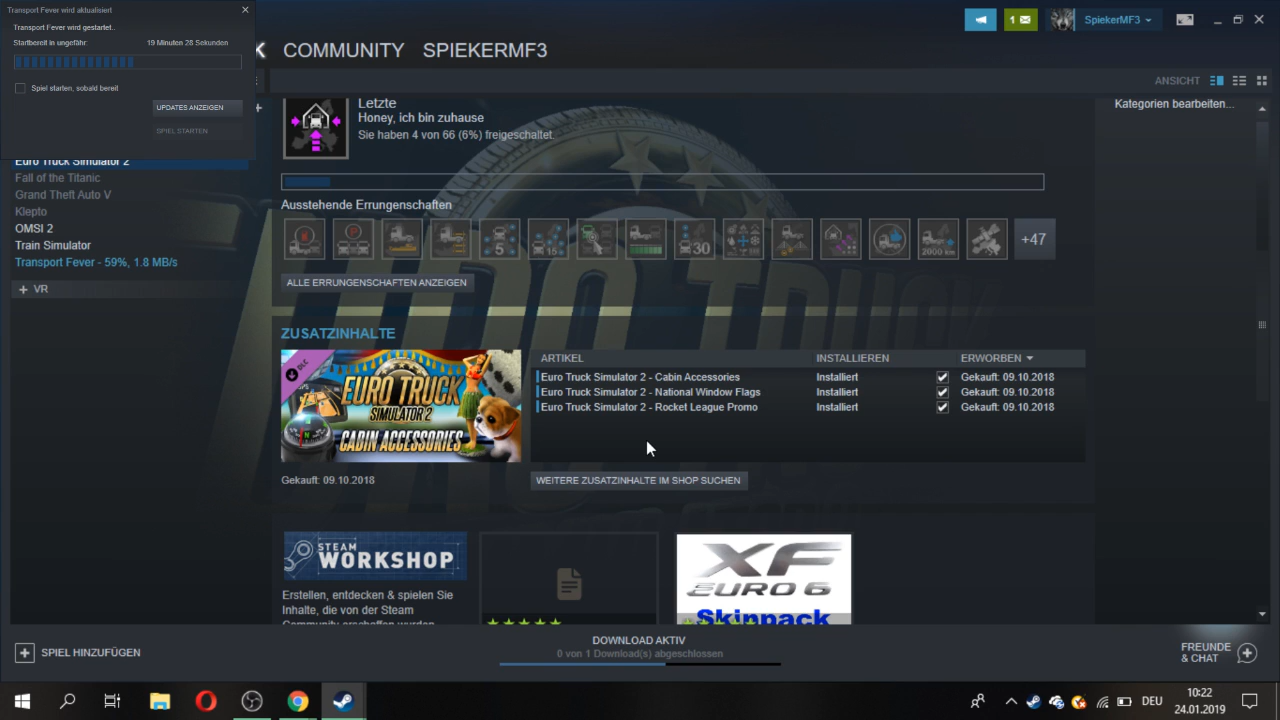 Transport Fever wird aktualisiert
Transport Fever wird gestartet..
Startbereit in ungefähr: 19 Minuten 28 Sekunden
Spiel starten, sobald bereit
UPDATES ANZEIGEN
SPIEL STARTEN
K COMMUNITY SPIEKERMF3
1
SpiekerMF3
ANSICHT
Kategorien bearbeiten...
Euro Truck Simulator 2
Fall of the Titanic
Grand Theft Auto V
Klepto
OMSI 2
Train Simulator
Transport Fever - 59%, 1.8 MB/s
+ VR
Letzte
Honey, ich bin zuhause
Sie haben 4 von 66 (6%) freigeschaltet.
Ausstehende Errungenschaften
5
15
30
2000 km
+47
ALLE ERRUNGENSCHAFTEN ANZEIGEN
ZUSATZINHALTE
DLC
EURO TRUCK
SIMULATOR 2
CABIN ACCESSORIES
N
Gekauft: 09.10.2018
ARTIKEL INSTALLIEREN ERWORBEN
Euro Truck Simulator 2 - Cabin Accessories Installiert Gekauft: 09.10.2018
Euro Truck Simulator 2 - National Window Flags Installiert Gekauft: 09.10.2018
Euro Truck Simulator 2 - Rocket League Promo Installiert Gekauft: 09.10.2018
WEITERE ZUSATZINHALTE IM SHOP SUCHEN
STEAM
WORKSHOP
Erstellen, entdecken & spielen Sie
Inhalte, die von der Steam
Community erschaffen wurden
XF
EURO 6
Skinpack
SPIEL HINZUFÜGEN
DOWNLOAD AKTIV
0 von 1 Download(s) abgeschlossen
FREUNDE
& CHAT
DEU
10:22
24.01.2019